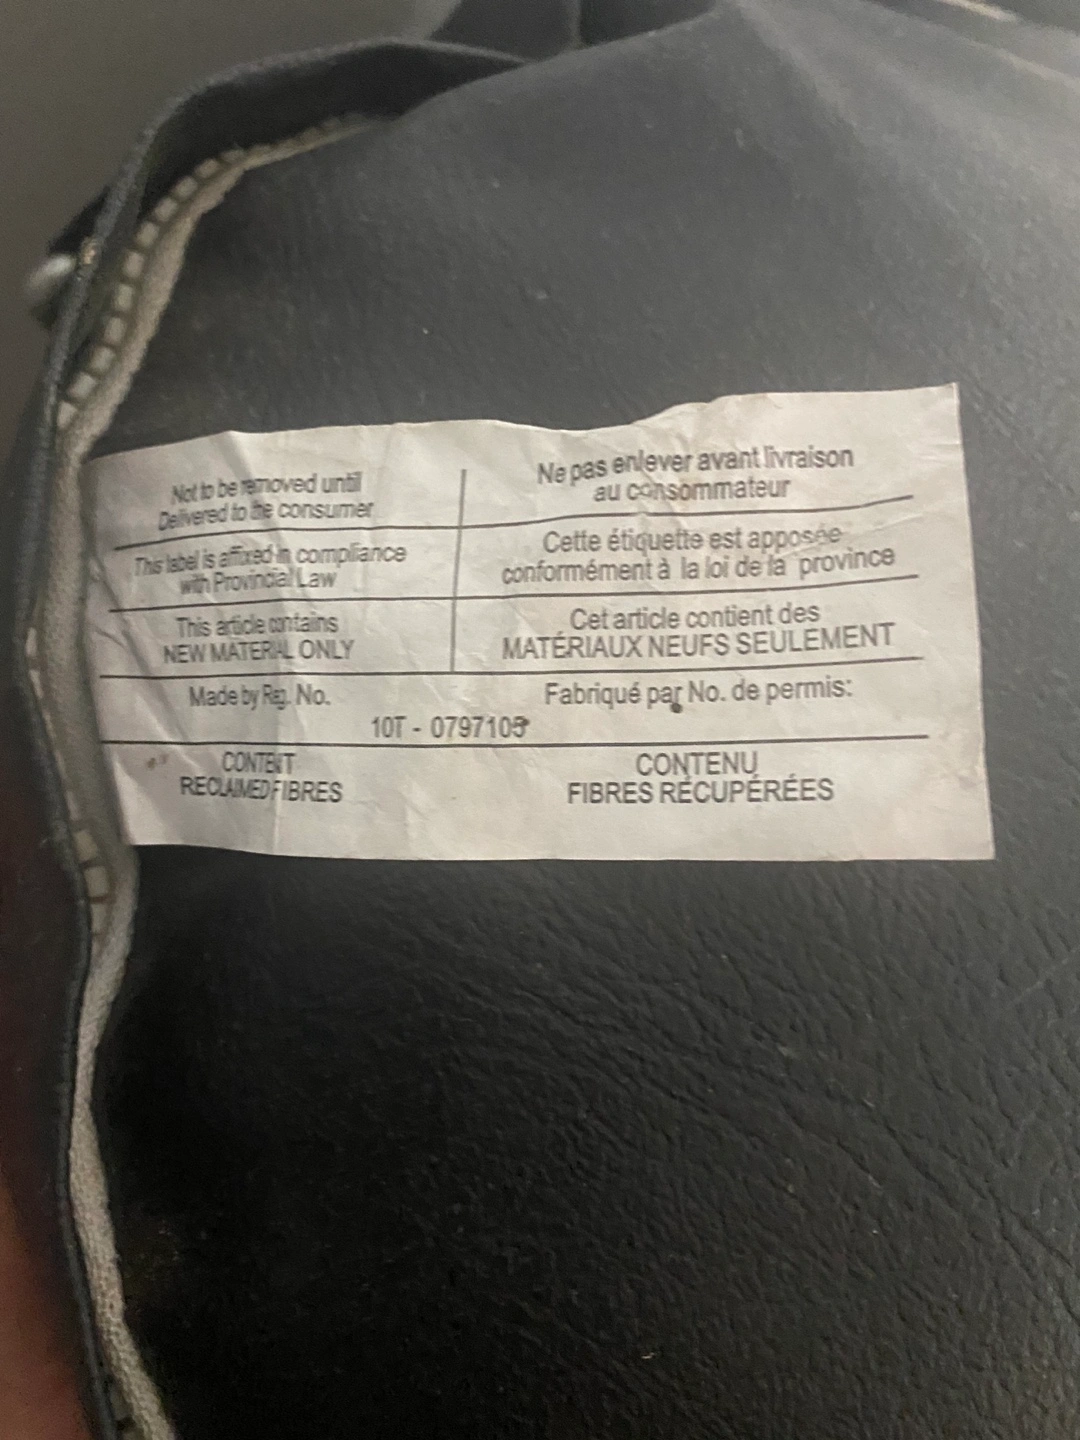 Not to be removed until
Delivered to the consumer
Ne pas enlever avant livraison
au consommateur
This label is affixed in compliance
with Provincial Law
Cette étiquette est apposée
conformément à la loi de la province
This article contains
NEW MATERIAL ONLY
Cet article contient des
MATÉRIAUX NEUFS SEULEMENT
Made by Reg. No.
Fabriqué par No. de permis:
10T - 0797105
CONTENT
RECLAIMED FIBRES
CONTENU
FIBRES RÉCUPÉRÉES